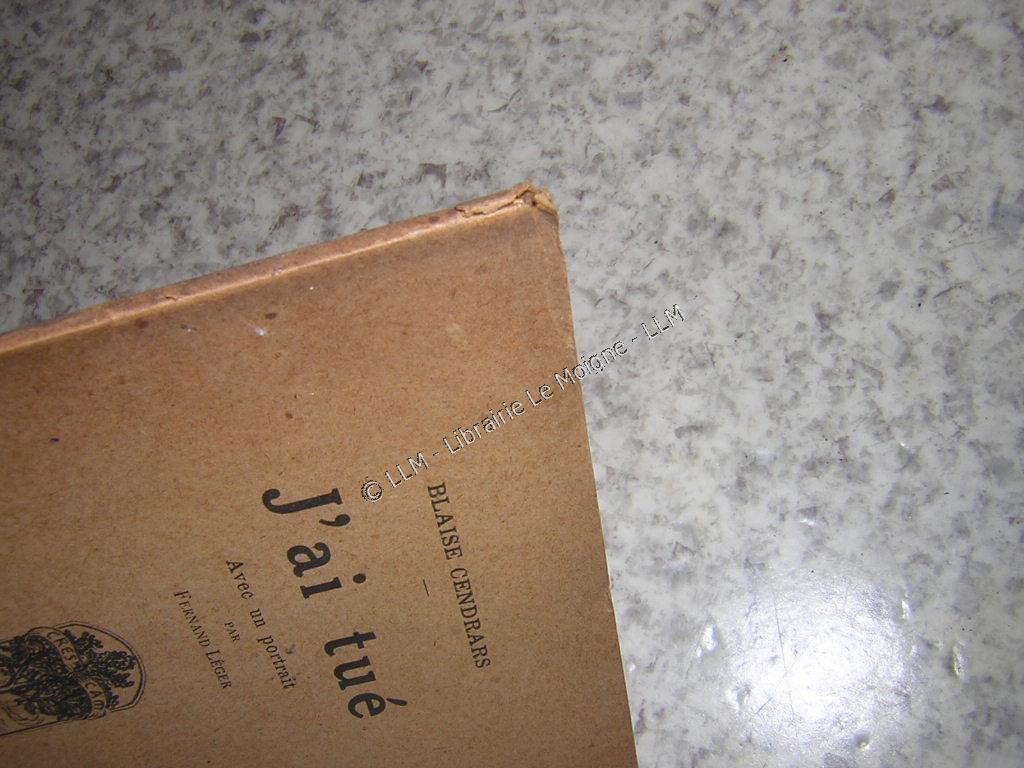 BLAISE CENDRARS
J'ai tué
Avec un portrait
PAR
FERNAND LÉGER
© LLM - Librairie Le Moigne - LLM